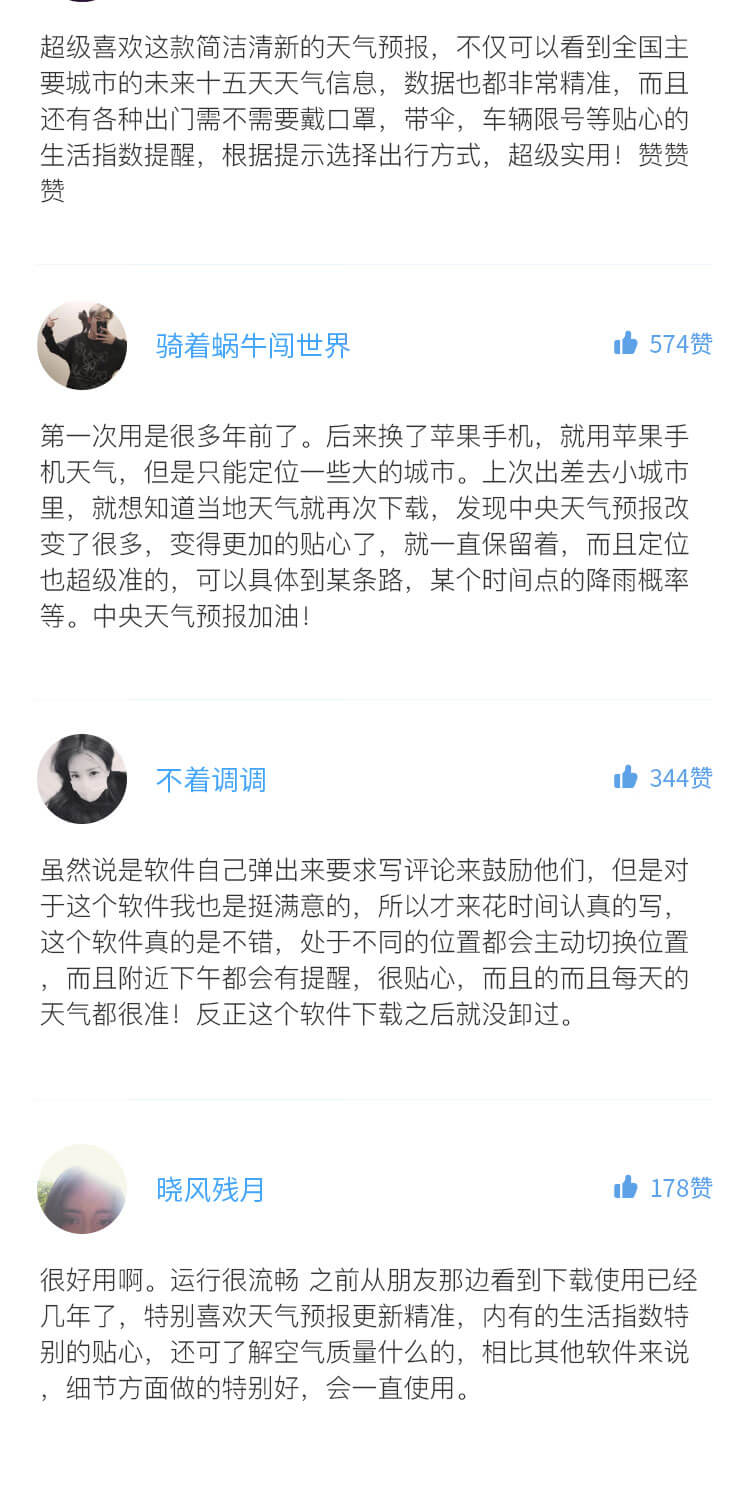 超级喜欢这款简洁清新的天气预报，不仅可以看到全国主
要城市的未来十五天天气信息，数据也都非常精准，而且
还有各种出门需不需要戴口罩，带伞，车辆限号等贴心的
生活指数提醒，根据提示选择出行方式，超级实用！赞赞
赞
骑着蜗牛闯世界
574赞
第一次用是很多年前了。后来换了苹果手机，就用苹果手
机天气，但是只能定位一些大的城市。上次出差去小城市
里，就想知道当地天气就再次下载，发现中央天气预报改
变了很多，变得更加的贴心了，就一直保留着，而且定位
也超级准的，可以具体到某条路，某个时间点的降雨概率
等。中央天气预报加油！
不着调调
344赞
虽然说是软件自己弹出来要求写评论来鼓励他们，但是对
于这个软件我也是挺满意的，所以才来花时间认真的写，
这个软件真的是不错，处于不同的位置都会主动切换位置
，而且附近下午都会有提醒，很贴心，而且的而且每天的
天气都很准！反正这个软件下载之后就没卸过。
晓风残月
178赞
很好用啊。运行很流畅 之前从朋友那边看到下载使用已经
几年了，特别喜欢天气预报更新精准，内有的生活指数特
别的贴心，还可了解空气质量什么的，相比其他软件来说
，细节方面做的特别好，会一直使用。